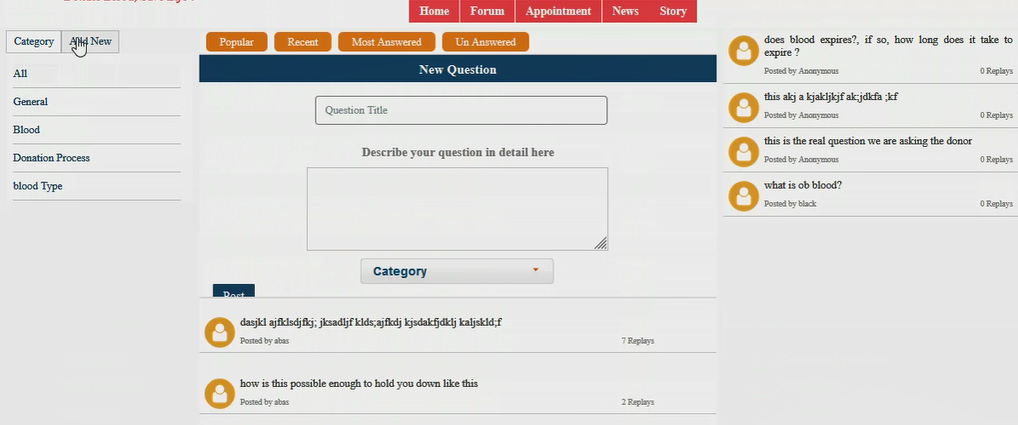 Home Forum Appointment News Story
Category Add New
All
General
Blood
Donation Process
blood Type
Popular Recent Most Answered Un Answered
New Question
Question Title
Describe your question in detail here
Category
Post
dasjkl ajfklsdjfkj; jksadljf klds;ajfkdj kjsdakfjdklj kaljskld;f
Posted by abas 7 Replays
how is this possible enough to hold you down like this
Posted by abas 2 Replays
does blood expires?, if so, how long does it take to
expire ?
Posted by Anonymous 0 Replays
this akj a kjakljkjf ak;jdkfa ;kf
Posted by Anonymous 0 Replays
this is the real question we are asking the donor
Posted by Anonymous 0 Replays
what is ob blood?
Posted by black 0 Replays